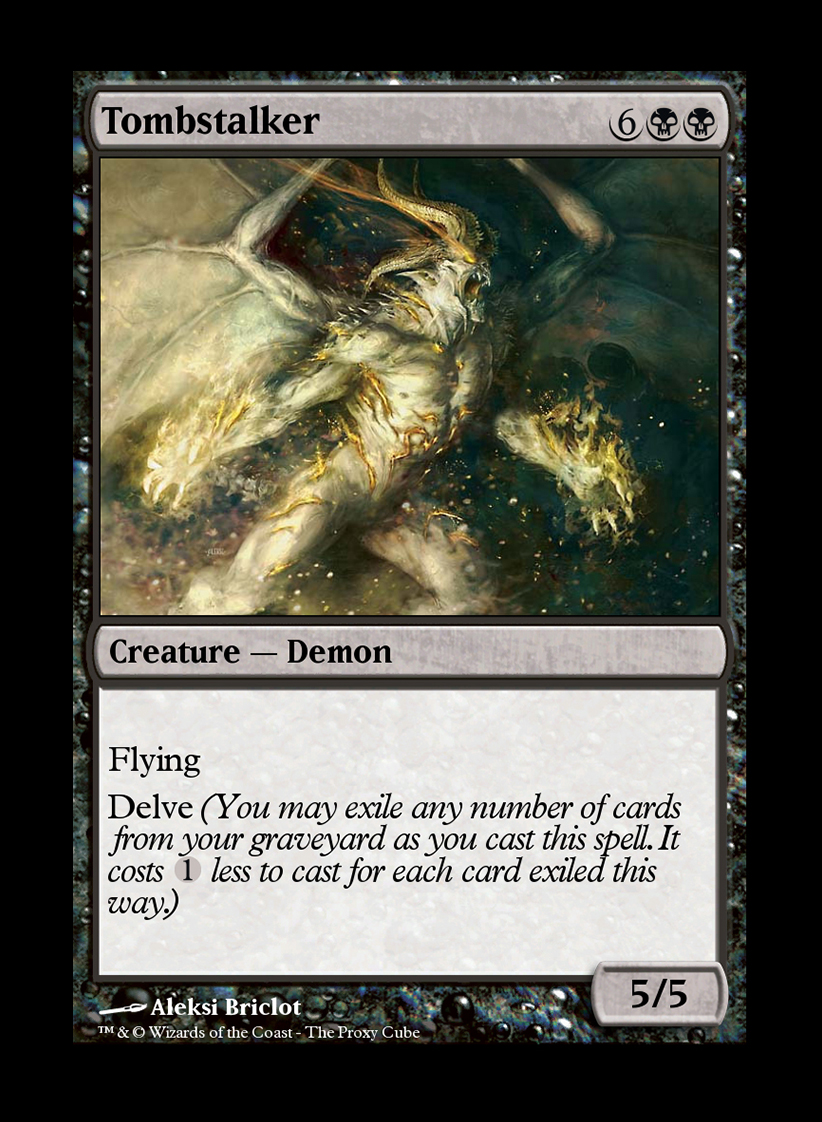 Tombstalker 6
Creature — Demon
Flying
Delve (You may exile any number of cards
from your graveyard as you cast this spell. It
costs 1 less to cast for each card exiled this
way.)
5/5
Aleksi Briclot
™ & © Wizards of the Coast - The Proxy Cube